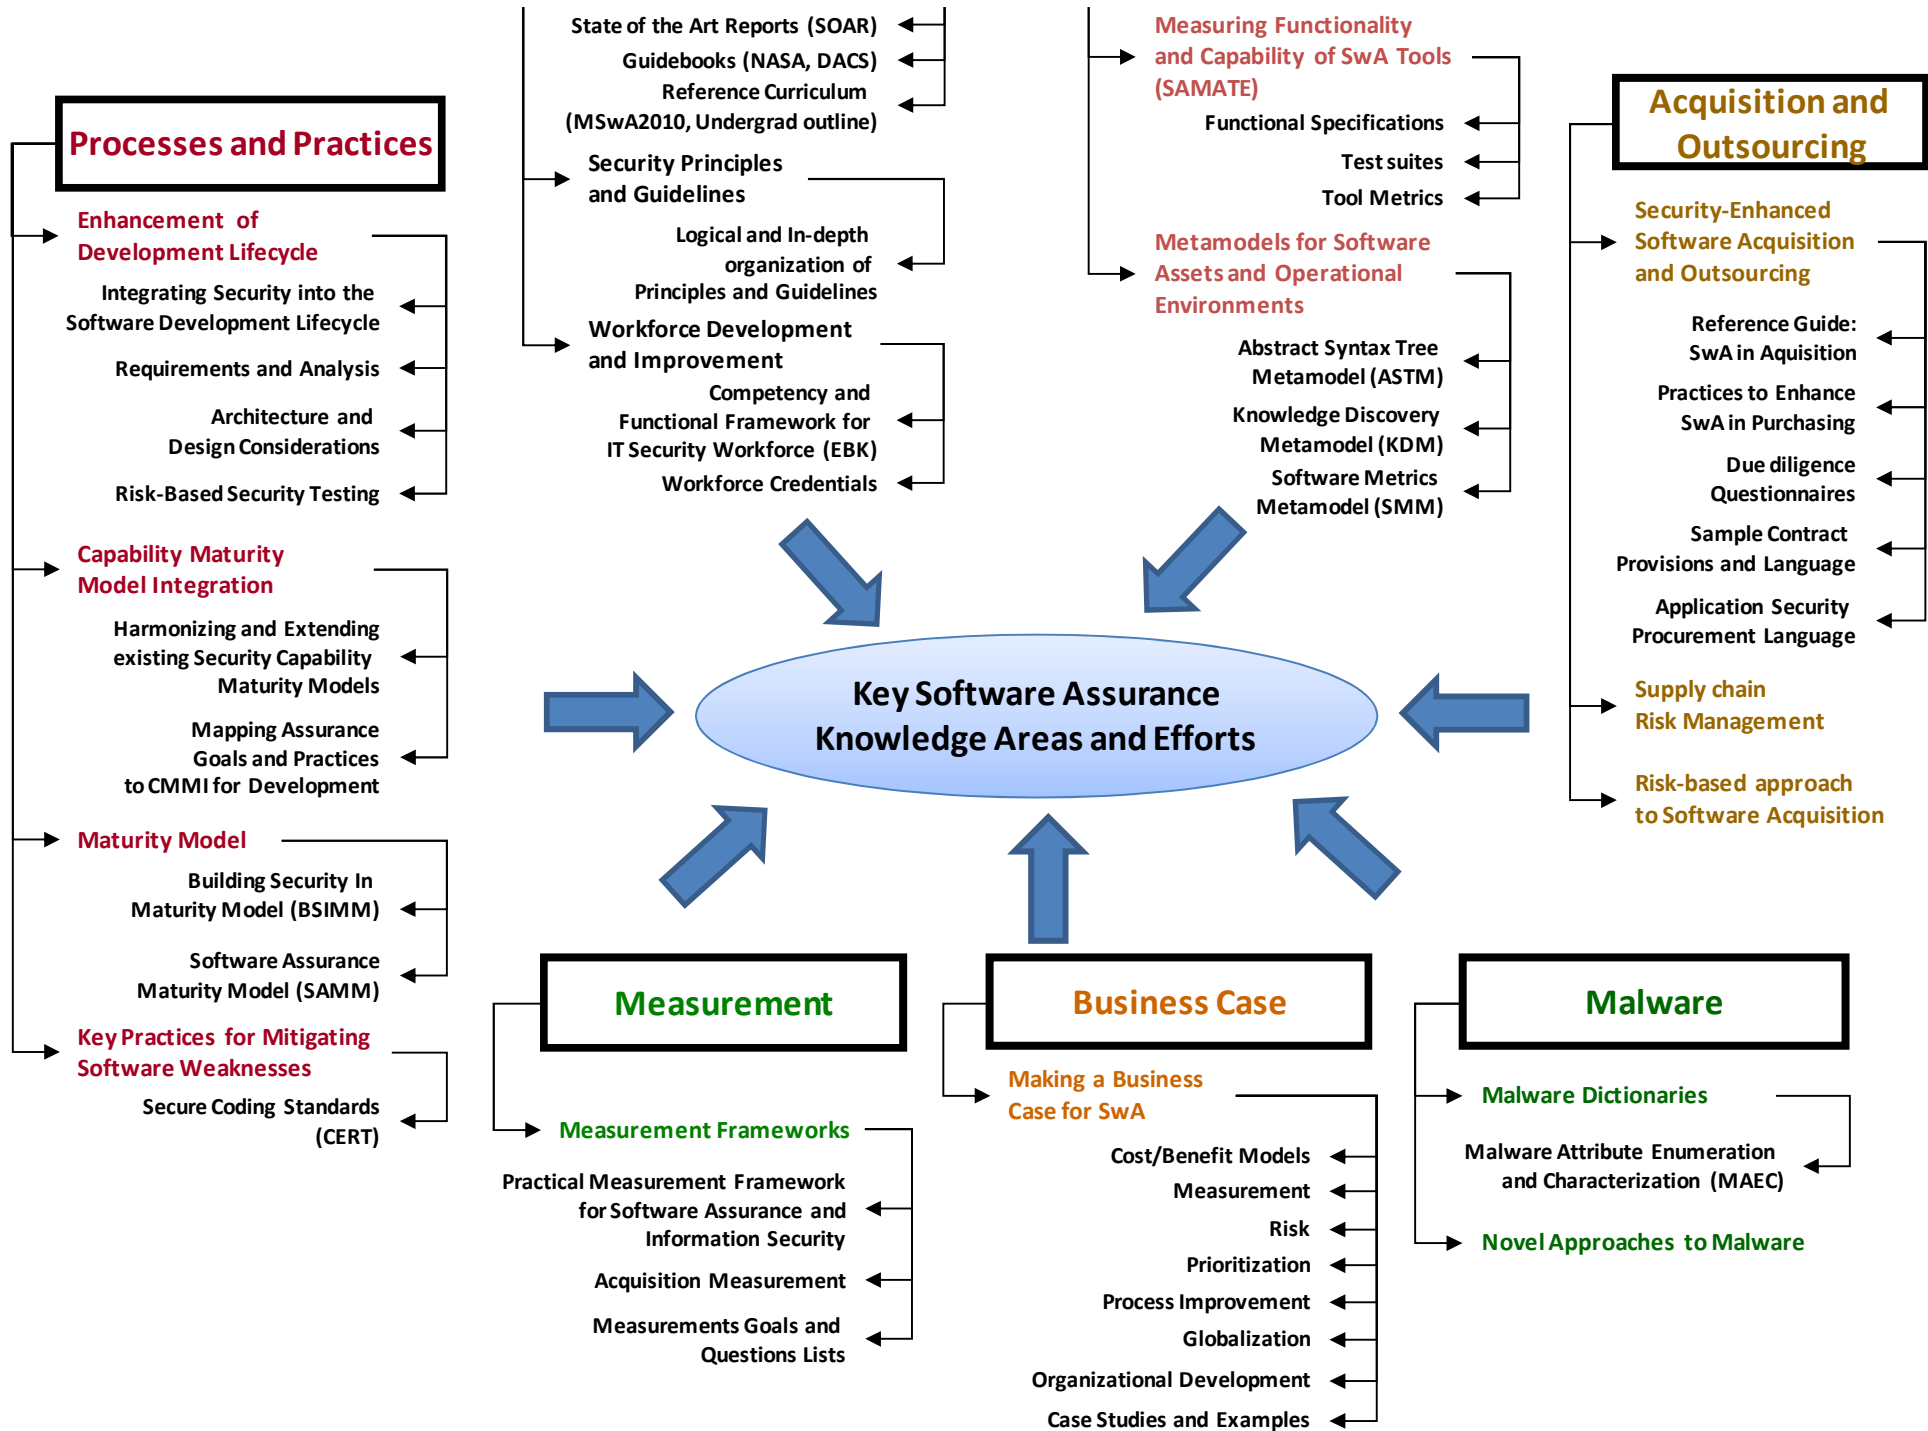 State of the Art Reports (SOAR)
Guidebooks (NASA, DACS)
Reference Curriculum
(MSwA2010, Undergrad outline)
Security Principles
and Guidelines
Logical and In-depth
organization of
Principles and Guidelines
Workforce Development
and Improvement
Competency and
Functional Framework for
IT Security Workforce (EBK)
Workforce Credentials
Measuring Functionality
and Capability of SwA Tools
(SAMATE)
Functional Specifications
Test suites
Tool Metrics
Metamodels for Software
Assets and Operational
Environments
Abstract Syntax Tree
Metamodel (ASTM)
Knowledge Discovery
Metamodel (KDM)
Software Metrics
Metamodel (SMM)
Processes and Practices
Enhancement of
Development Lifecycle
Integrating Security into the
Software Development Lifecycle
Requirements and Analysis
Architecture and
Design Considerations
Risk-Based Security Testing
Capability Maturity
Model Integration
Harmonizing and Extending
existing Security Capability
Maturity Models
Mapping Assurance
Goals and Practices
to CMMI for Development
Maturity Model
Building Security In
Maturity Model (BSIMM)
Software Assurance
Maturity Model (SAMM)
Key Practices for Mitigating
Software Weaknesses
Secure Coding Standards
(CERT)
Acquisition and
Outsourcing
Security-Enhanced
Software Acquisition
and Outsourcing
Reference Guide:
SwA in Aquisition
Practices to Enhance
SwA in Purchasing
Due diligence
Questionnaires
Sample Contract
Provisions and Language
Application Security
Procurement Language
Supply chain
Risk Management
Risk-based approach
to Software Acquisition
Key Software Assurance
Knowledge Areas and Efforts
Measurement
Measurement Frameworks
Practical Measurement Framework
for Software Assurance and
Information Security
Acquisition Measurement
Measurements Goals and
Questions Lists
Business Case
Making a Business
Case for SwA
Cost/Benefit Models
Measurement
Risk
Prioritization
Process Improvement
Globalization
Organizational Development
Case Studies and Examples
Malware
Malware Dictionaries
Malware Attribute Enumeration
and Characterization (MAEC)
Novel Approaches to Malware